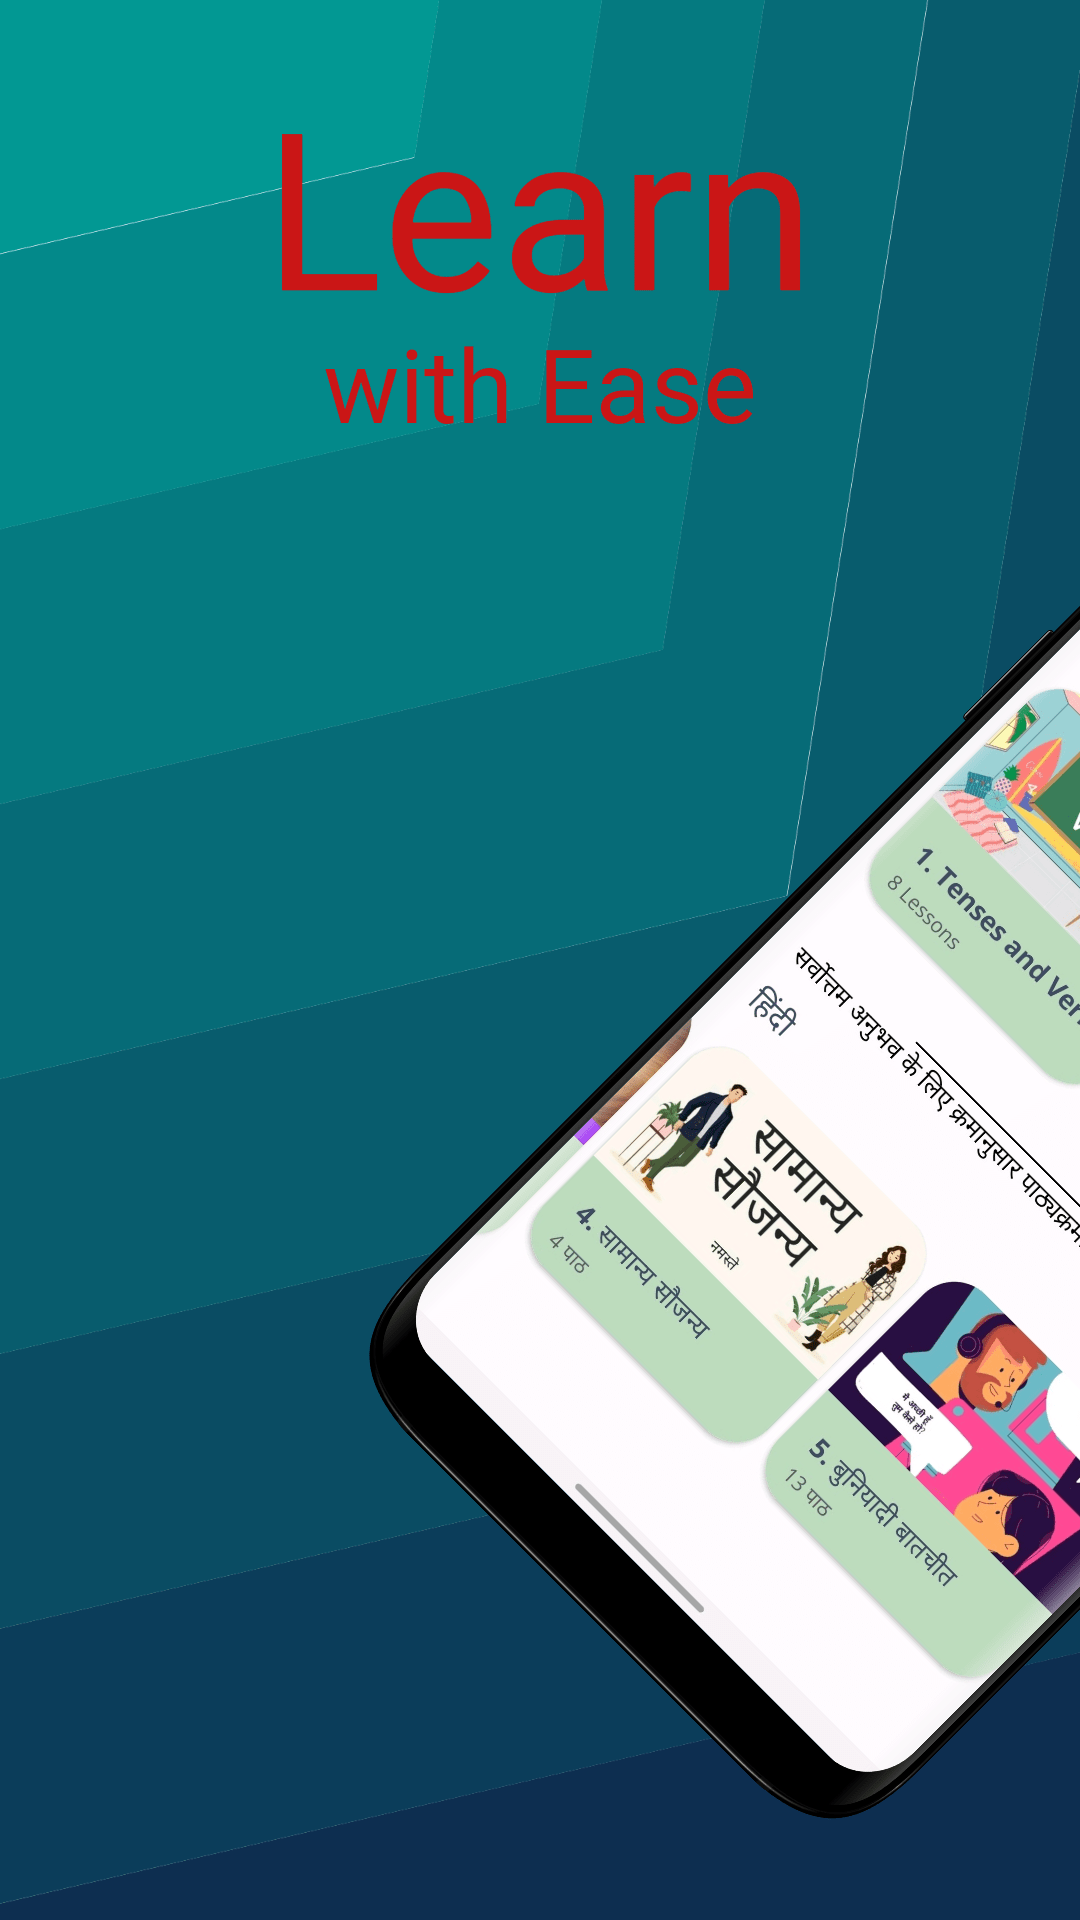 Learn
with Ease
1. Tenses and Ver
8 Lessons
सर्वोत्तम अनुभव के लिए क्रमानुसार पाठ्यक्रम
हिंदी
सामान्य
सौजन्य
नमस्ते
4. सामान्य सौजन्य
4 पाठ
मैं अच्छी हूँ
तुम कैसे हो?
5. बुनियादी बातचीत
13 पाठ